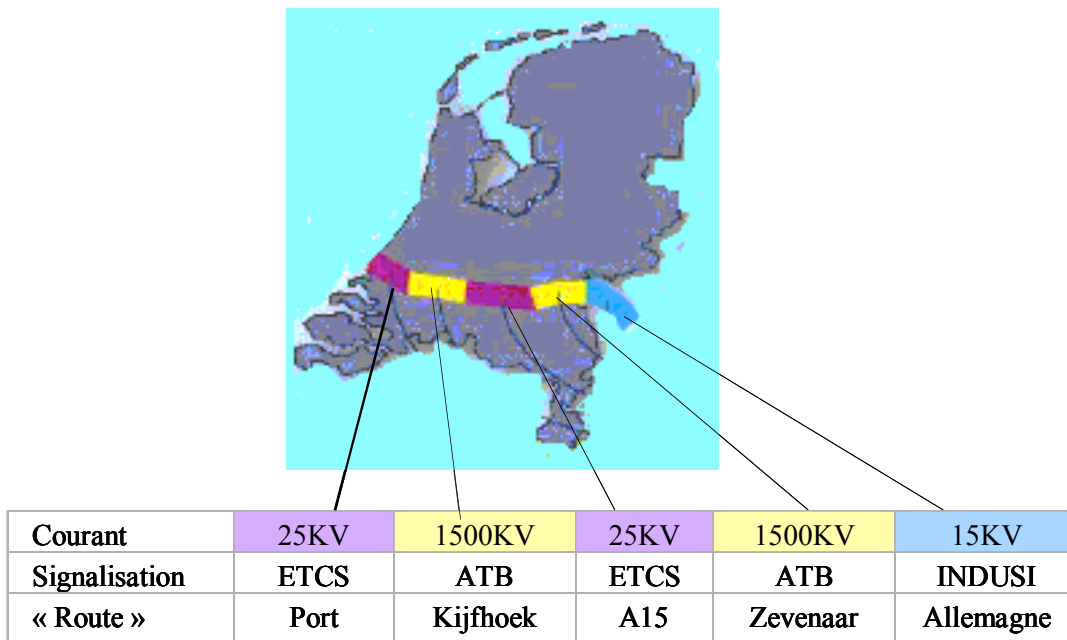 Courant 25KV 1500KV 25KV 1500KV 15KV
Signalisation ETCS ATB ETCS ATB INDUSI
« Route » Port Kijfhoek A15 Zevenaar Allemagne